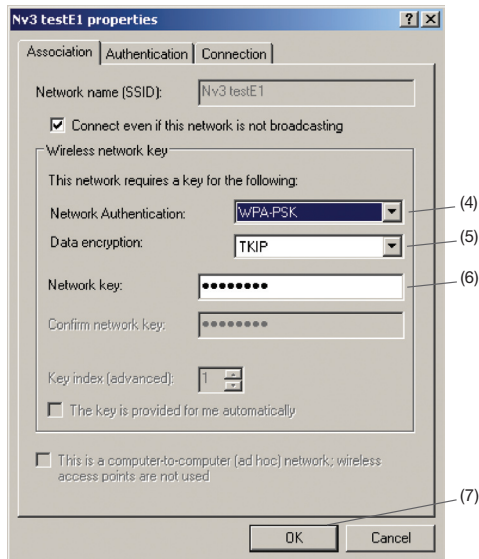 Nv3 testE1 properties
Association Authentication Connection
Network name (SSID): Nv3 testE1
Connect even if this network is not broadcasting
Wireless network key
This network requires a key for the following:
Network Authentication: WPA-PSK (4)
Data encryption: TKIP (5)
Network key: •••••••• (6)
Confirm network key: ••••••••
Key index (advanced): 1
The key is provided for me automatically
This is a computer-to-computer (ad hoc) network; wireless
access points are not used
(7)
OK Cancel